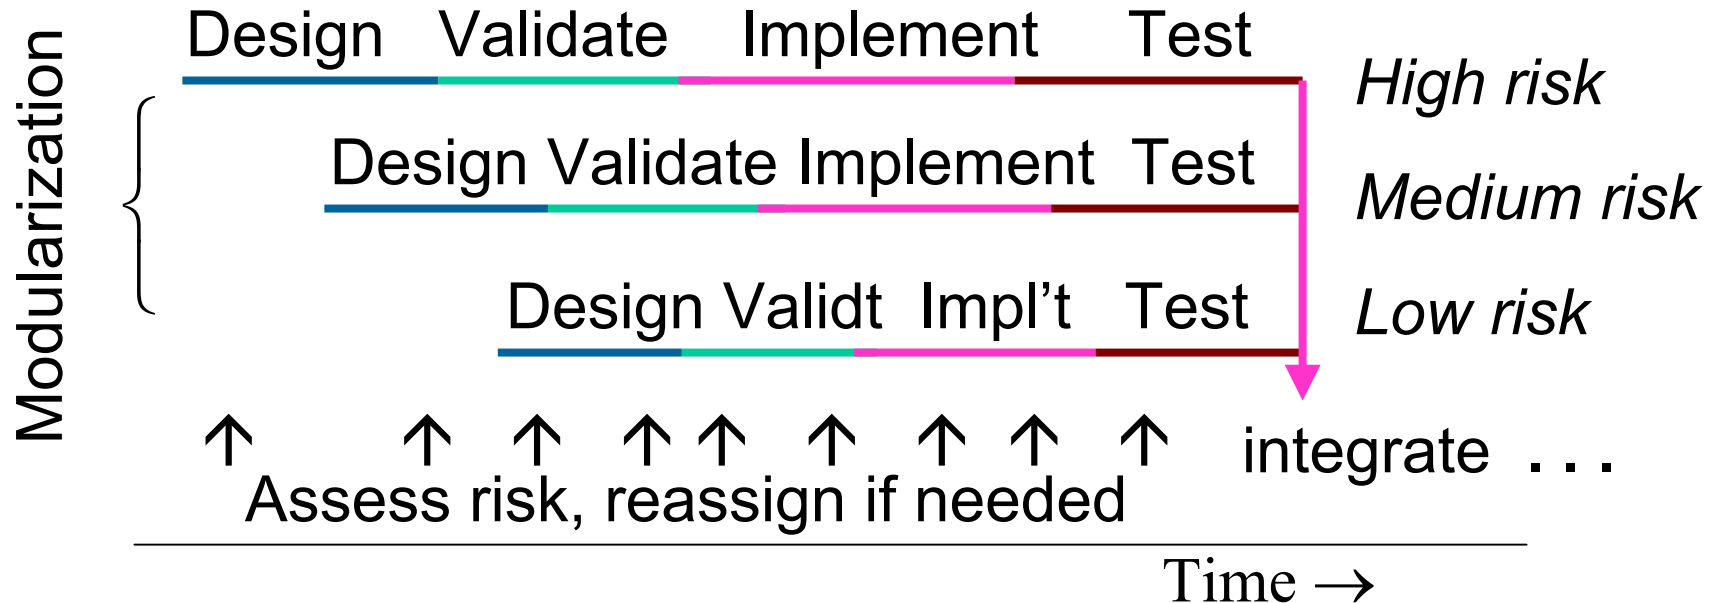 Modularization
Design Validate Implement Test
High risk
Design Validate Implement Test
Medium risk
Design Validt Impl’t Test
Low risk
↑ ↑ ↑ ↑ ↑ ↑ ↑ ↑ ↑
integrate . . .
Assess risk, reassign if needed
Time →